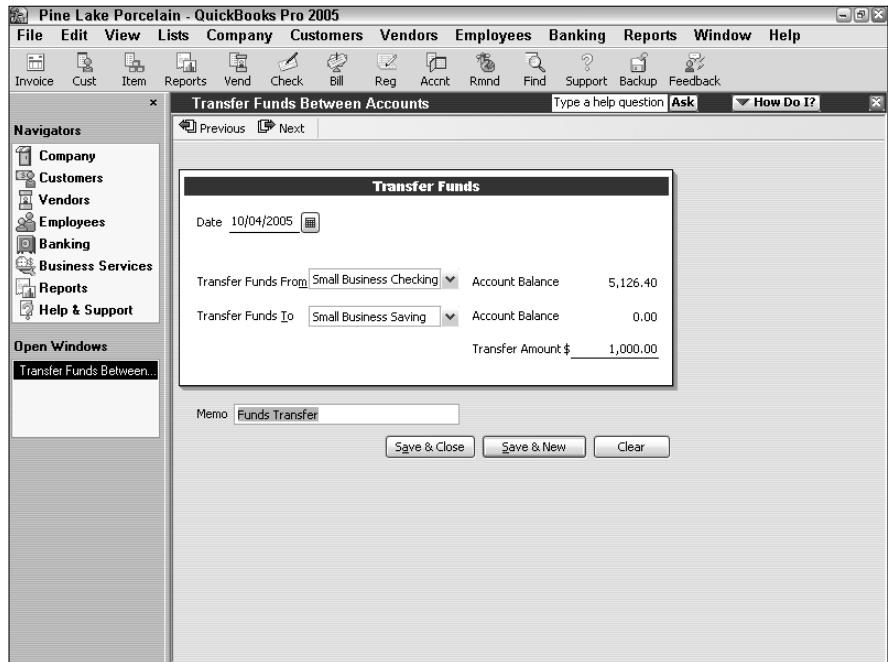 Pine Lake Porcelain - QuickBooks Pro 2005
File Edit View Lists Company Customers Vendors Employees Banking Reports Window Help
Invoice Cust Item Reports Vend Check Bill Reg Accnt Rmnd Find Support Backup Feedback
Transfer Funds Between Accounts
Type a help question Ask
How Do I?
Previous Next
Navigators
Company
Customers
Vendors
Employees
Banking
Business Services
Reports
Help & Support
Open Windows
Transfer Funds Between...
Transfer Funds
Date 10/04/2005
Transfer Funds From Small Business Checking Account Balance 5,126.40
Transfer Funds To Small Business Saving Account Balance 0.00
Transfer Amount $ 1,000.00
Memo Funds Transfer
Save & Close Save & New Clear